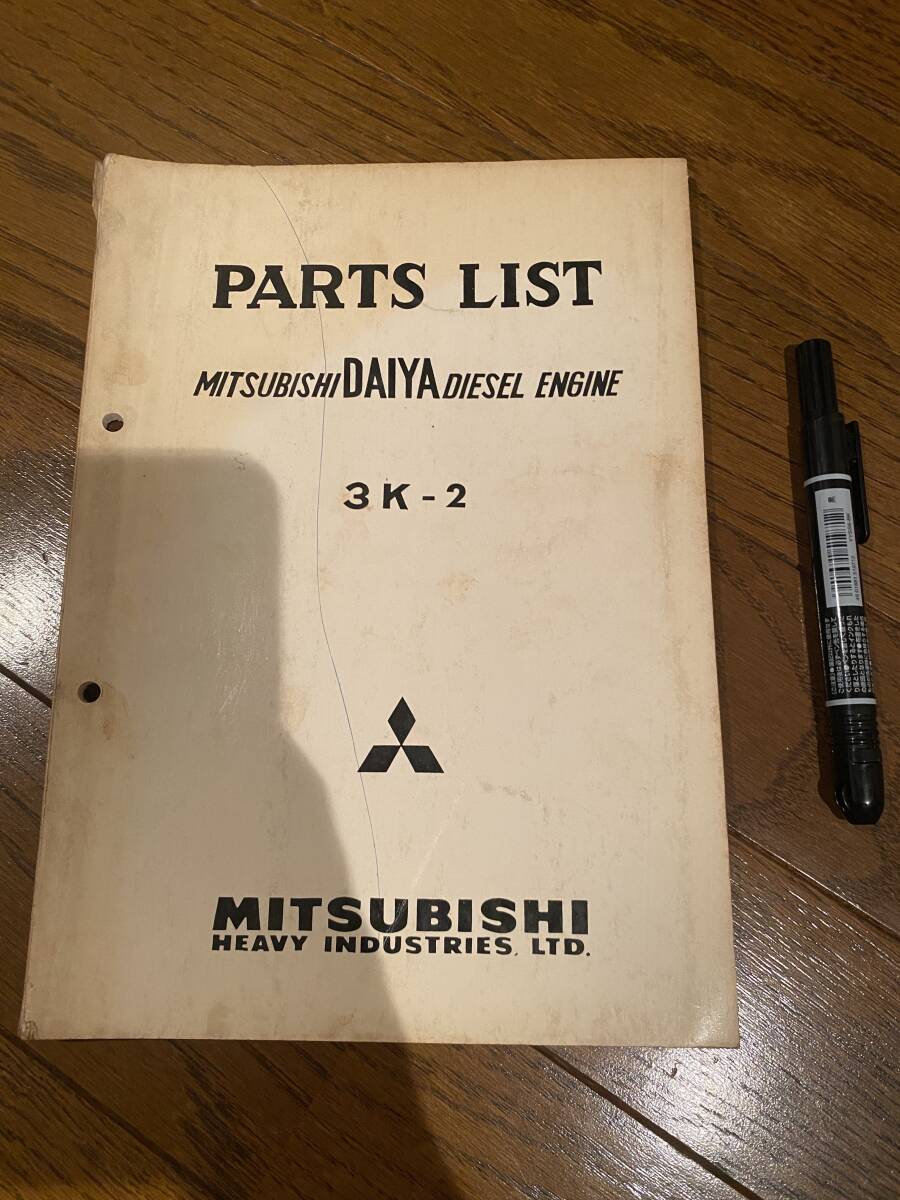 PARTS LIST
MITSUBISHI DAIYA DIESEL ENGINE
3K-2
MITSUBISHI
HEAVY INDUSTRIES, LTD.